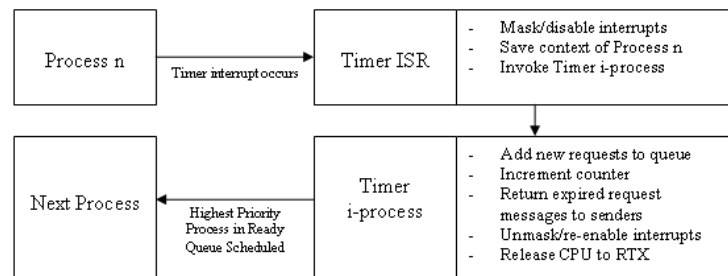 Process n
Timer interrupt occurs
Timer ISR
- Mask/disable interrupts
- Save context of Process n
- Invoke Timer i-process
Next Process
Highest Priority
Process in Ready
Queue Scheduled
Timer
i-process
- Add new requests to queue
- Increment counter
- Return expired request
messages to senders
- Unmask/re-enable interrupts
- Release CPU to RTX